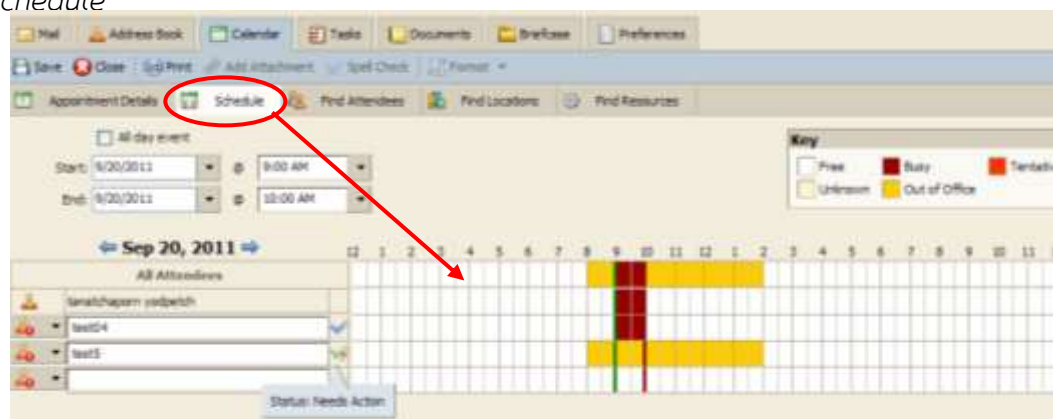 chedule
Mail Address Book Calendar Tasks Documents Briefcase Preferences
Save Close Print Add Attachment Spell Check Format
Appointment Details Schedule Find Attendees Find Locations Find Resources
All day event
Key
Start: 9/20/2011 @ 9:00 AM
Free Busy Tentati
End: 9/20/2011 @ 10:00 AM
Unknown Out of Office
Sep 20, 2011 12 1 2 3 4 5 6 7 8 9 10 11 12 1 2 3 4 5 6 7 8 9 10 11
All Attendees
test04
test5
Status: Needs Action